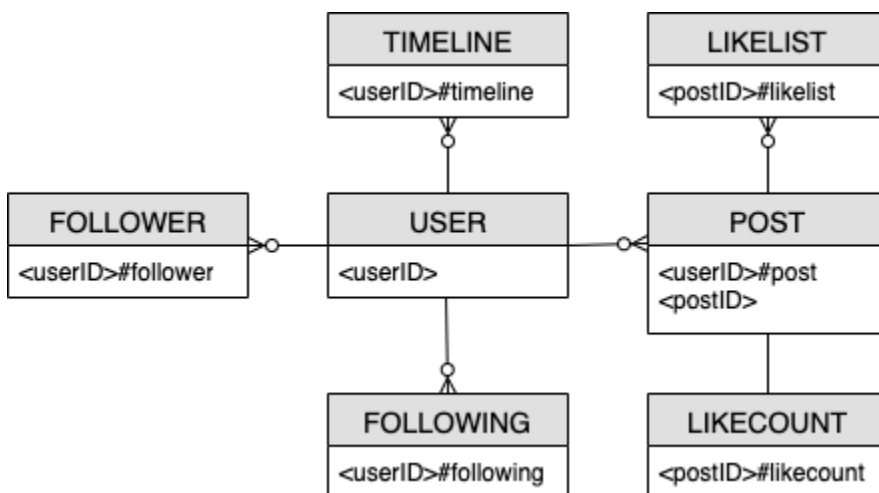 TIMELINE
<userID>#timeline
LIKELIST
<postID>#likelist
FOLLOWER
<userID>#follower
USER
<userID>
POST
<userID>#post
<postID>
FOLLOWING
<userID>#following
LIKECOUNT
<postID>#likecount